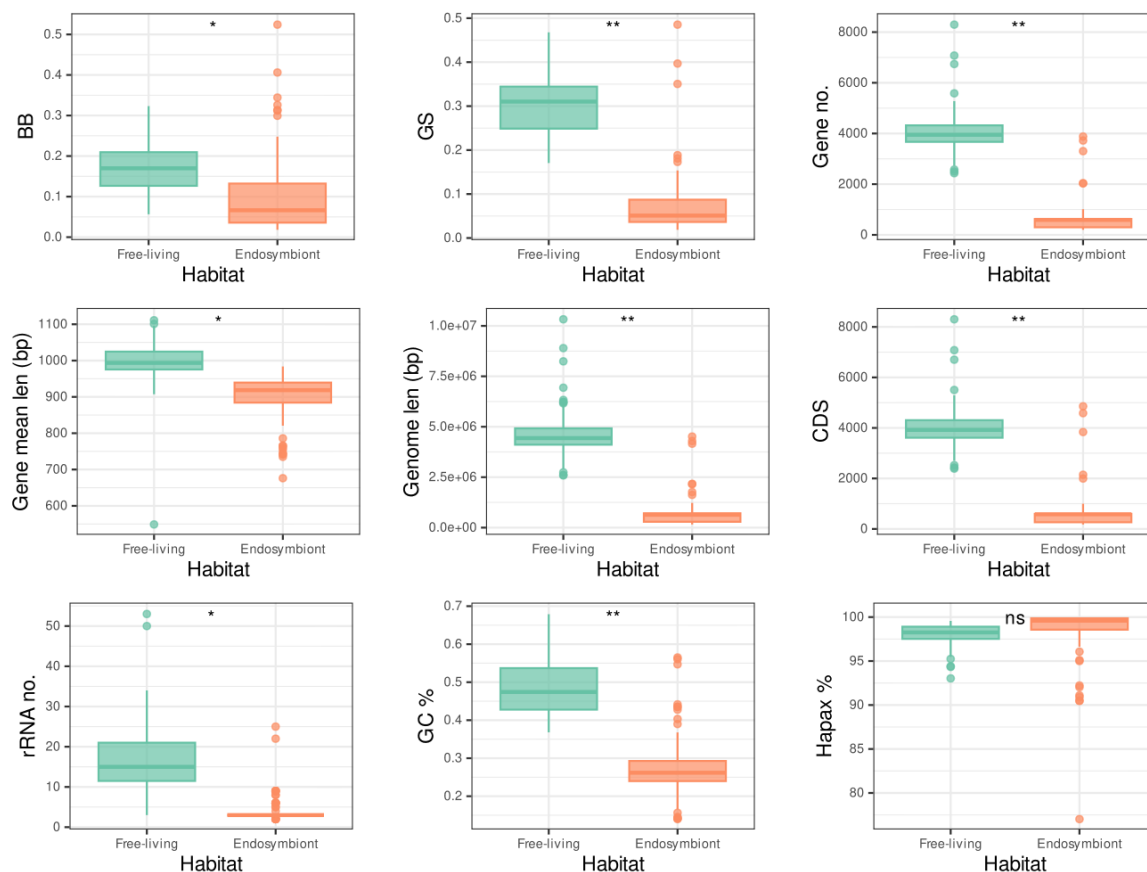 BB
*
0.5
0.4
0.3
0.2
0.1
0.0
Free-living Endosymbiont
Habitat
GS
**
0.5
0.4
0.3
0.2
0.1
0.0
Free-living Endosymbiont
Habitat
Gene no.
**
8000
6000
4000
2000
0
Free-living Endosymbiont
Habitat
Gene mean len (bp)
*
1100
1000
900
800
700
600
Free-living Endosymbiont
Habitat
Genome len (bp)
**
1.0e+07
7.5e+06
5.0e+06
2.5e+06
0.0e+00
Free-living Endosymbiont
Habitat
CDS
**
8000
6000
4000
2000
0
Free-living Endosymbiont
Habitat
rRNA no.
*
50
40
30
20
10
0
Free-living Endosymbiont
Habitat
GC %
**
0.7
0.6
0.5
0.4
0.3
0.2
Free-living Endosymbiont
Habitat
Hapax %
ns
100
95
90
85
80
Free-living Endosymbiont
Habitat